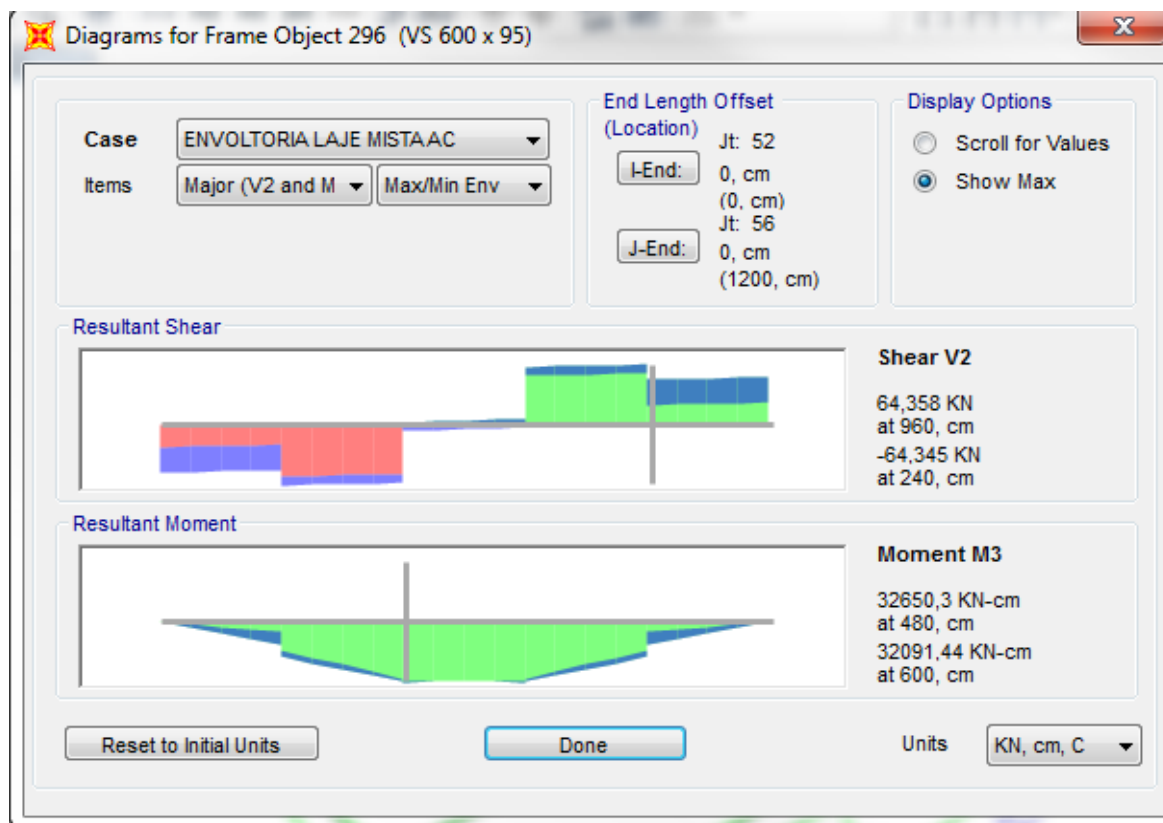 Diagrams for Frame Object 296 (VS 600 x 95)
Case
ENVOLTORIA LAJE MISTA AC
Items
Major (V2 and M
Max/Min Env
End Length Offset
(Location)
I-End:
Jt: 52
0, cm
(0, cm)
J-End:
Jt: 56
0, cm
(1200, cm)
Display Options
Scroll for Values
Show Max
Resultant Shear
Shear V2
64,358 KN
at 960, cm
-64,345 KN
at 240, cm
Resultant Moment
Moment M3
32650,3 KN-cm
at 480, cm
32091,44 KN-cm
at 600, cm
Reset to Initial Units
Done
Units
KN, cm, C